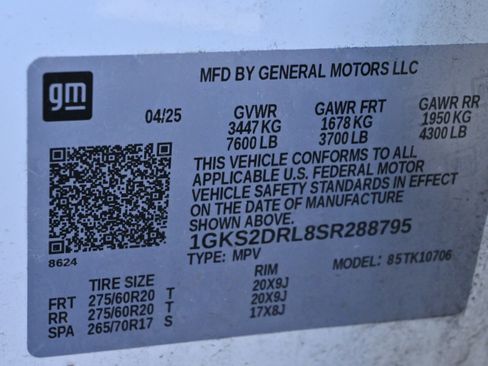 gm
MFD BY GENERAL MOTORS LLC
04/25 GVWR GAWR FRT GAWR RR
3447 KG 1678 KG 1950 KG
7600 LB 3700 LB 4300 LB
THIS VEHICLE CONFORMS TO ALL
APPLICABLE U.S. FEDERAL MOTOR
VEHICLE SAFETY STANDARDS IN EFFECT
ON THE DATE OF MANUFACTURE
SHOWN ABOVE.
1GKS2DRL8SR288795
8624
TYPE: MPV MODEL: 85TK10706
TIRE SIZE RIM
FRT 275/60R20 T 20X9J
RR 275/60R20 T 20X9J
SPA 265/70R17 S 17X8J